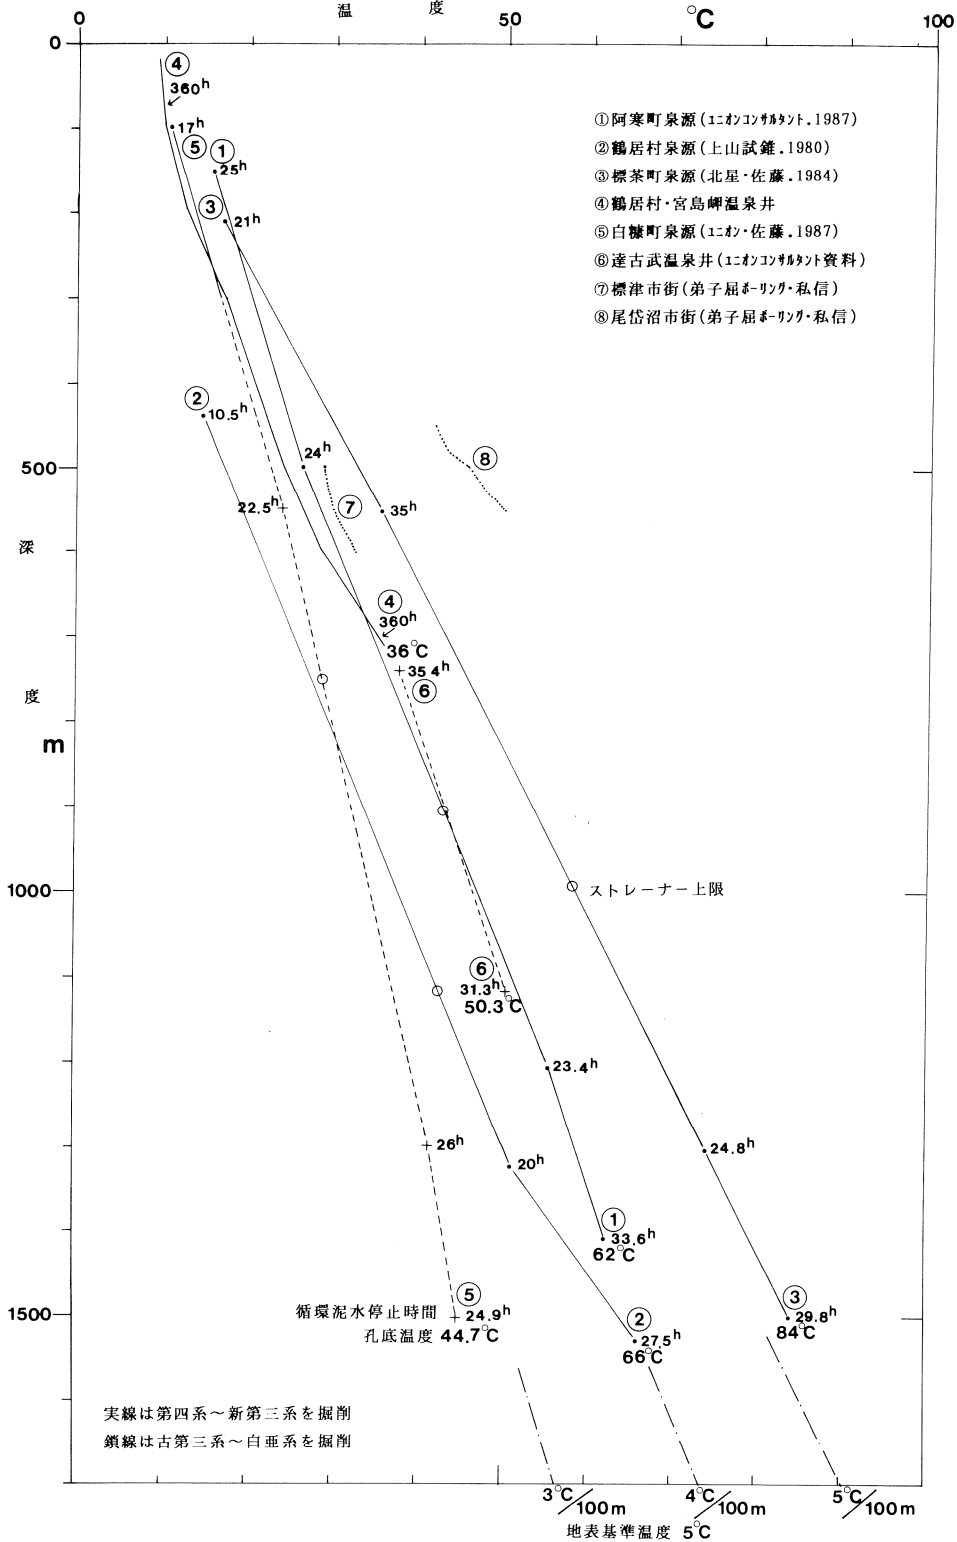 温 度
0 50 °C 100
0
④
360h
17h
⑤ ①
25h
③ 21h
①阿寒町泉源(ユニオンコンサルタント.1987)
②鶴居村泉源(上山試錐.1980)
③標茶町泉源(北星・佐藤.1984)
④鶴居村・宮島岬温泉井
⑤白糠町泉源(ユニオン・佐藤.1987)
⑥達古武温泉井(ユニオンコンサルタント資料)
⑦標津市街(弟子屈ボーリング・私信)
⑧尾岱沼市街(弟子屈ボーリング・私信)
②
10.5h
24h
⑧
500
22.5h
⑦
35h
深
④
360h
36°C
35.4h
⑥
度
m
1000
ストレーナー上限
⑥
31.3h
50.3°C
23.4h
26h
20h
24.8h
①
33.6h
62°C
⑤
循環泥水停止時間 24.9h
孔底温度 44.7°C
1500
②
27.5h
66°C
③
29.8h
84°C
実線は第四系～新第三系を掘削
鎖線は古第三系～白亜系を掘削
3°C/100m 4°C/100m 5°C/100m
地表基準温度 5°C